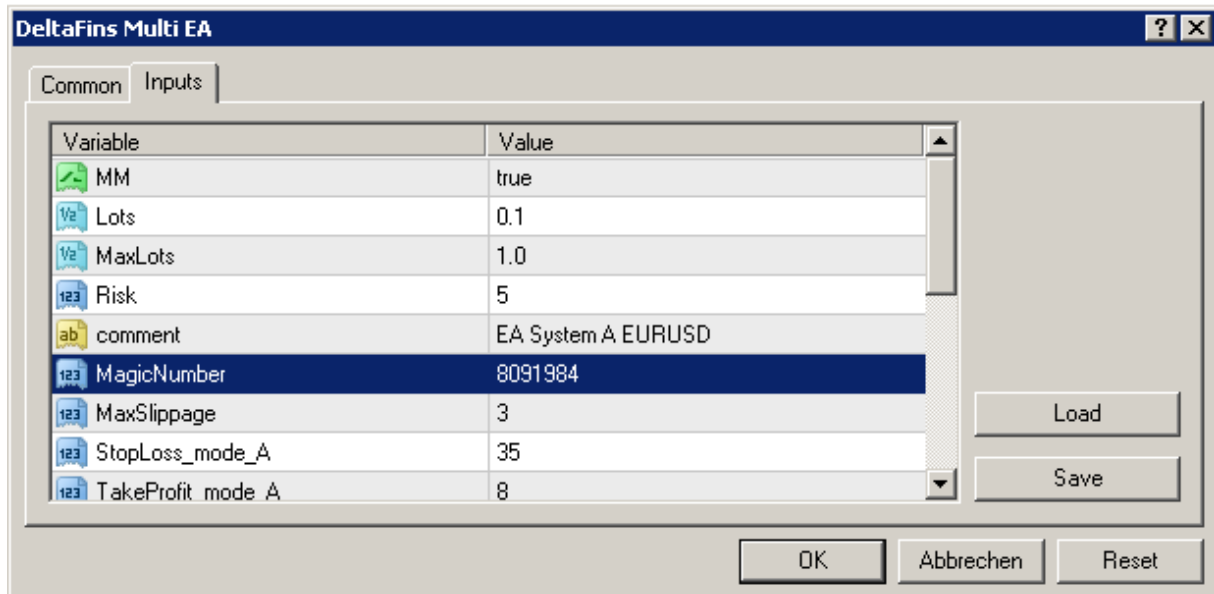 DeltaFins Multi EA
Common Inputs
Variable Value
MM true
Lots 0.1
MaxLots 1.0
Risk 5
comment EA System A EURUSD
MagicNumber 8091984
MaxSlippage 3
StopLoss_mode_A 35
TakeProfit_mode_A 8
Load
Save
OK Abbrechen Reset